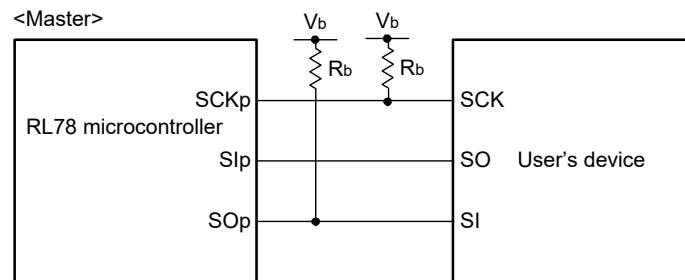 <Master>
Vb
Vb
Rb
Rb
SCKp
SCK
RL78 microcontroller
SIp
SO
User's device
SOp
SI